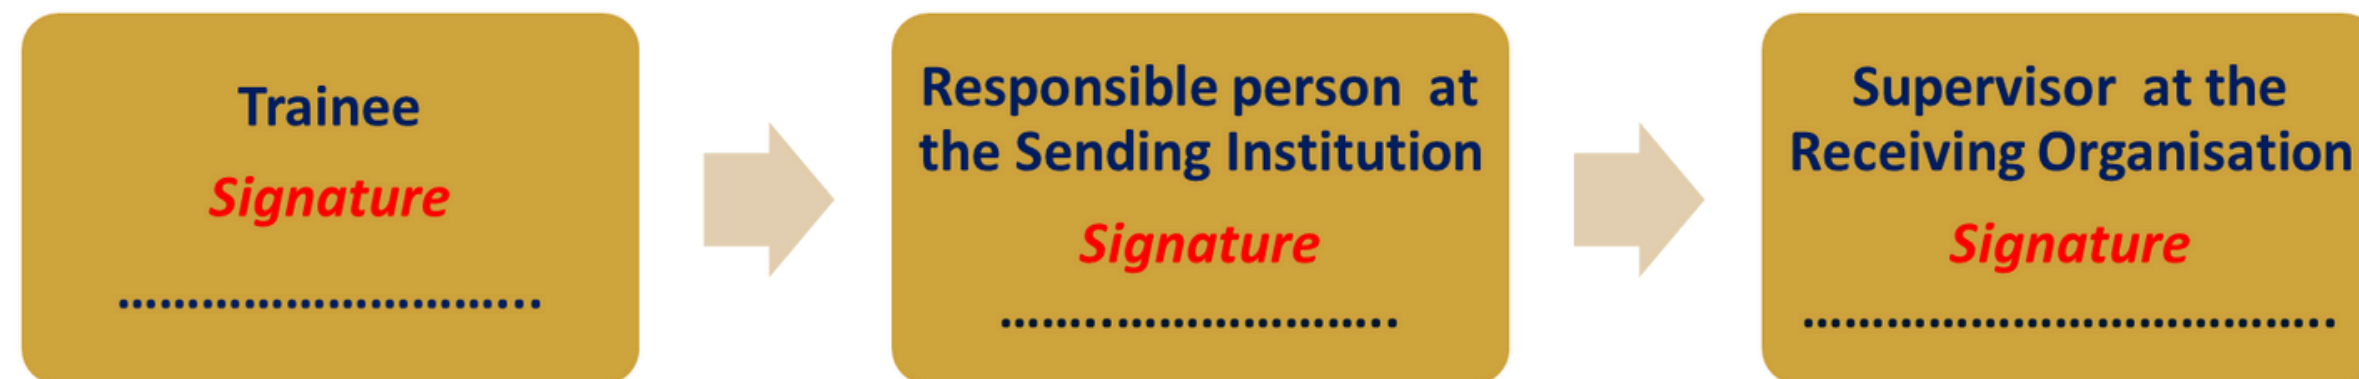 Trainee
Signature
..............................
Responsible person  at
the Sending Institution
Signature
............................
Supervisor  at the
Receiving Organisation
Signature
......................................